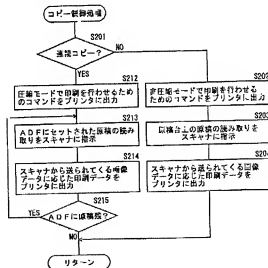 コピー制御処理
S201
連続コピー?
NO
YES
S212
圧縮モードで印刷を行わせる
ためのコマンドをプリンタに出力
S202
非圧縮モードで印刷を行わせる
ためのコマンドをプリンタに出力
S213
ADFにセットされた原稿の読み
取りをスキャナに指示
S203
原稿台上の原稿の読み取りを
スキャナに指示
S214
スキャナから送られてくる画像
データに応じた印刷データを
プリンタに出力
S204
スキャナから送られてくる画像
データに応じた印刷データを
プリンタに出力
S215
YES
ADFに原稿有?
NO
リターン